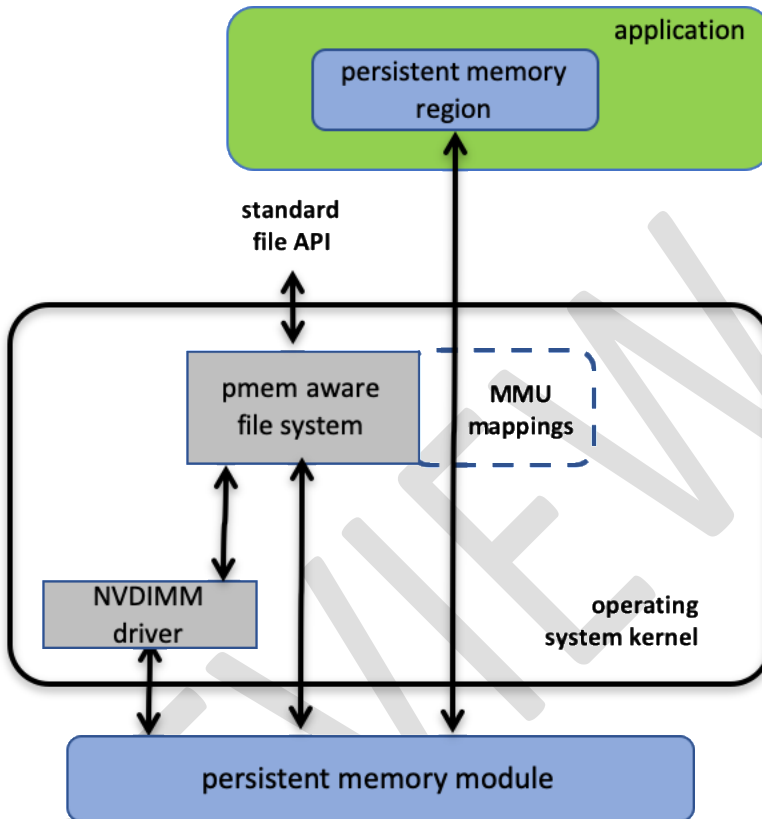 application
persistent memory
region
standard
file API
pmem aware
file system
MMU
mappings
NVDIMM
driver
operating
system kernel
persistent memory module